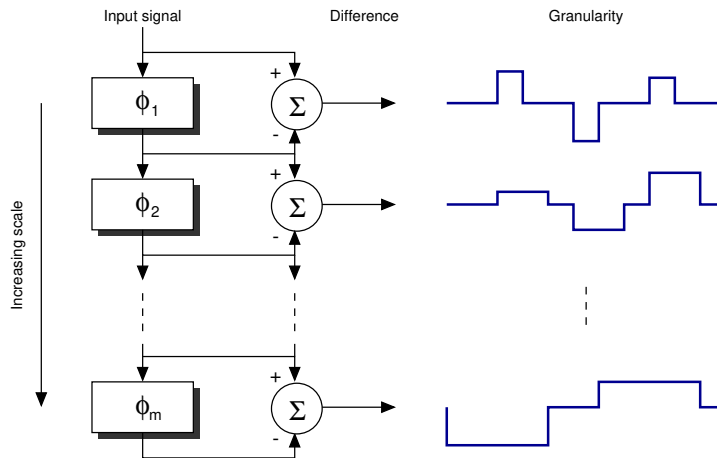 Input signal Difference Granularity
+
ϕ1 Σ
-
+
ϕ2 Σ
-
Increasing scale
+
ϕm Σ
-